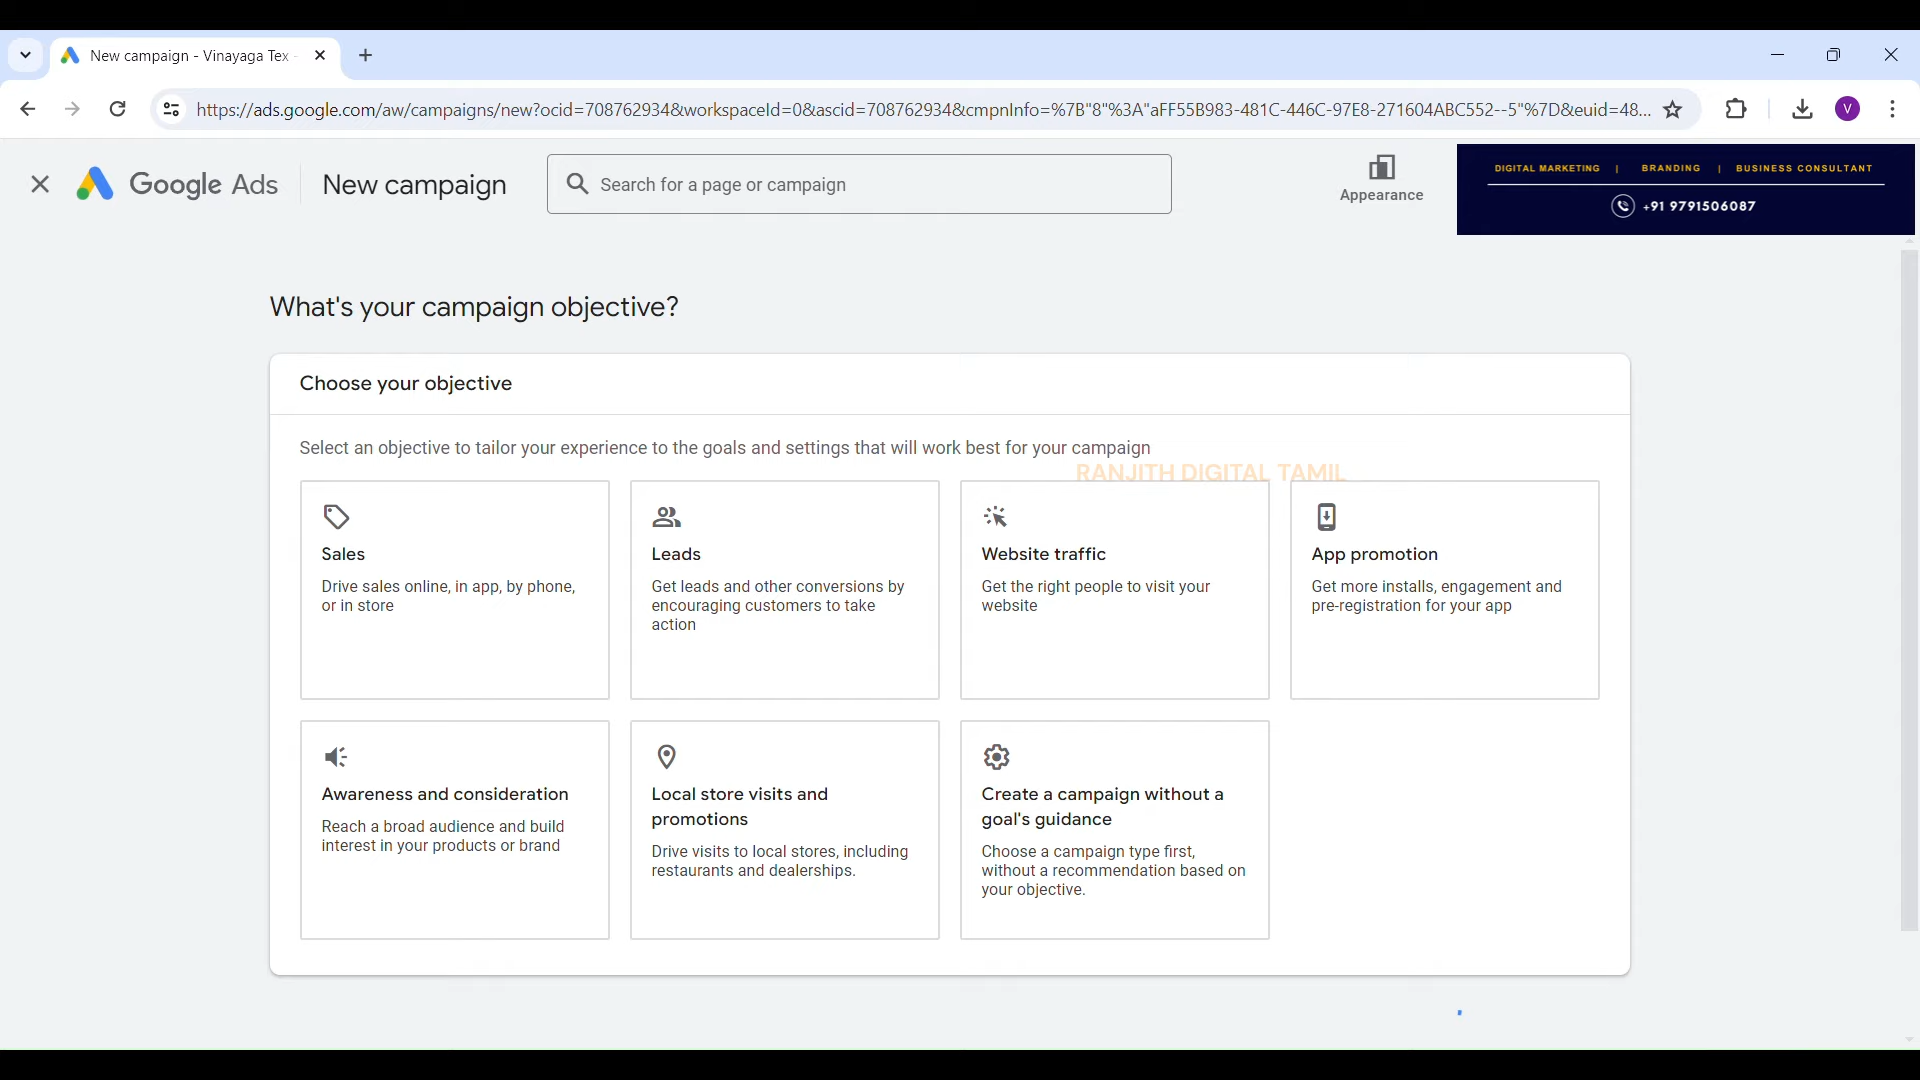 New campaign - Vinayaga Tex -
https://ads.google.com/aw/campaigns/new?ocid=708762934&workspaceId=0&ascid=708762934&cmpnInfo=%7B"8"%3A"aFF55B983-481C-446C-97E8-271604ABC552--5"%7D&euid=48...
V
Google Ads
New campaign
Search for a page or campaign
Appearance
DIGITAL MARKETING | BRANDING | BUSINESS CONSULTANT
+91 9791506087
What's your campaign objective?
Choose your objective
Select an objective to tailor your experience to the goals and settings that will work best for your campaign
RANJITH DIGITAL TAMIL
Sales
Drive sales online, in app, by phone,
or in store
Leads
Get leads and other conversions by
encouraging customers to take
action
Website traffic
Get the right people to visit your
website
App promotion
Get more installs, engagement and
pre-registration for your app
Awareness and consideration
Reach a broad audience and build
interest in your products or brand
Local store visits and
promotions
Drive visits to local stores, including
restaurants and dealerships.
Create a campaign without a
goal's guidance
Choose a campaign type first,
without a recommendation based on
your objective.